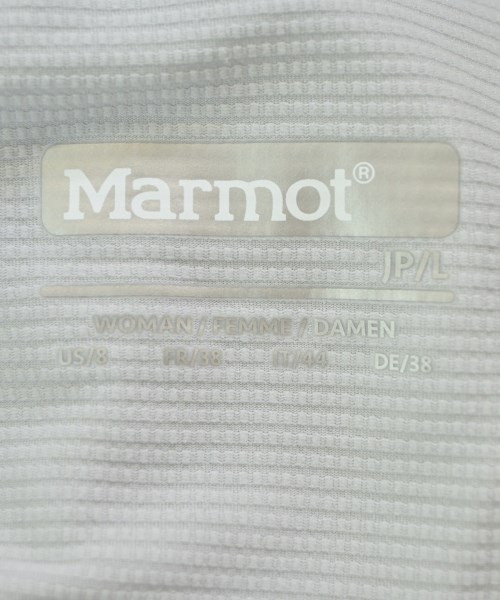 Marmot®
JP/L
WOMAN / FEMME / DAMEN
US/8 FR/38 IT/44 DE/38